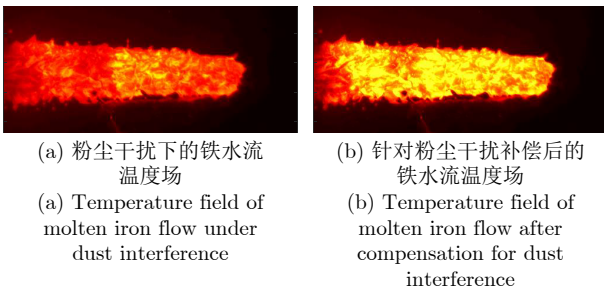 (a) 粉尘干扰下的铁水流
温度场
(a) Temperature field of
molten iron flow under
dust interference
(b) 针对粉尘干扰补偿后的
铁水流温度场
(b) Temperature field of
molten iron flow after
compensation for dust
interference